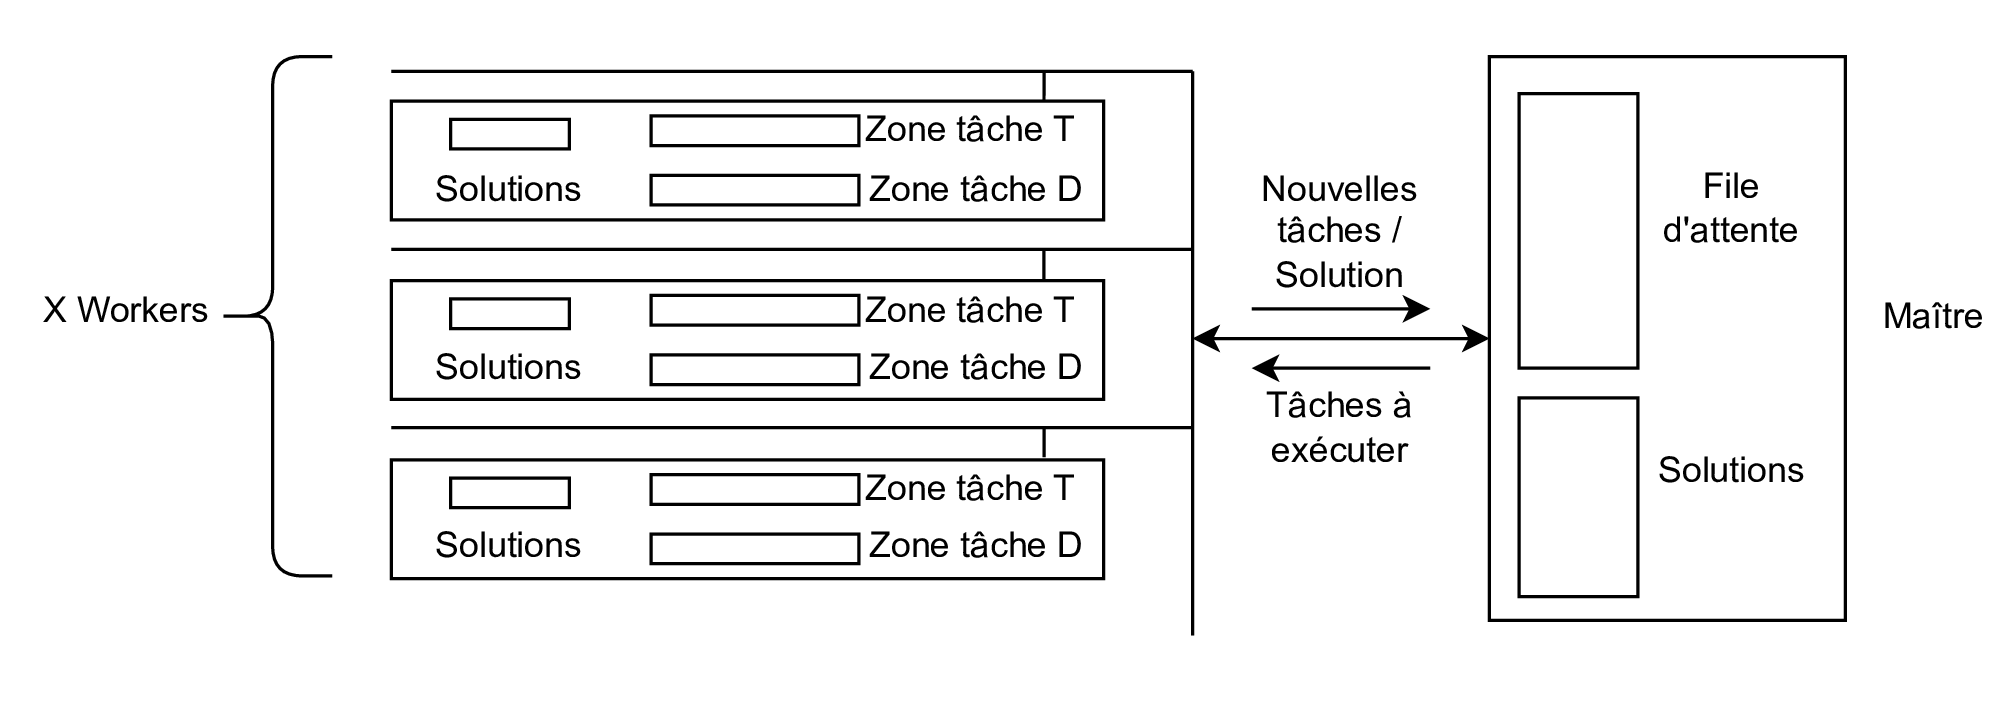 X Workers
Zone tâche T
Solutions
Zone tâche D
Zone tâche T
Solutions
Zone tâche D
Zone tâche T
Solutions
Zone tâche D
Nouvelles
tâches /
Solution
Tâches à
exécuter
File
d'attente
Solutions
Maître